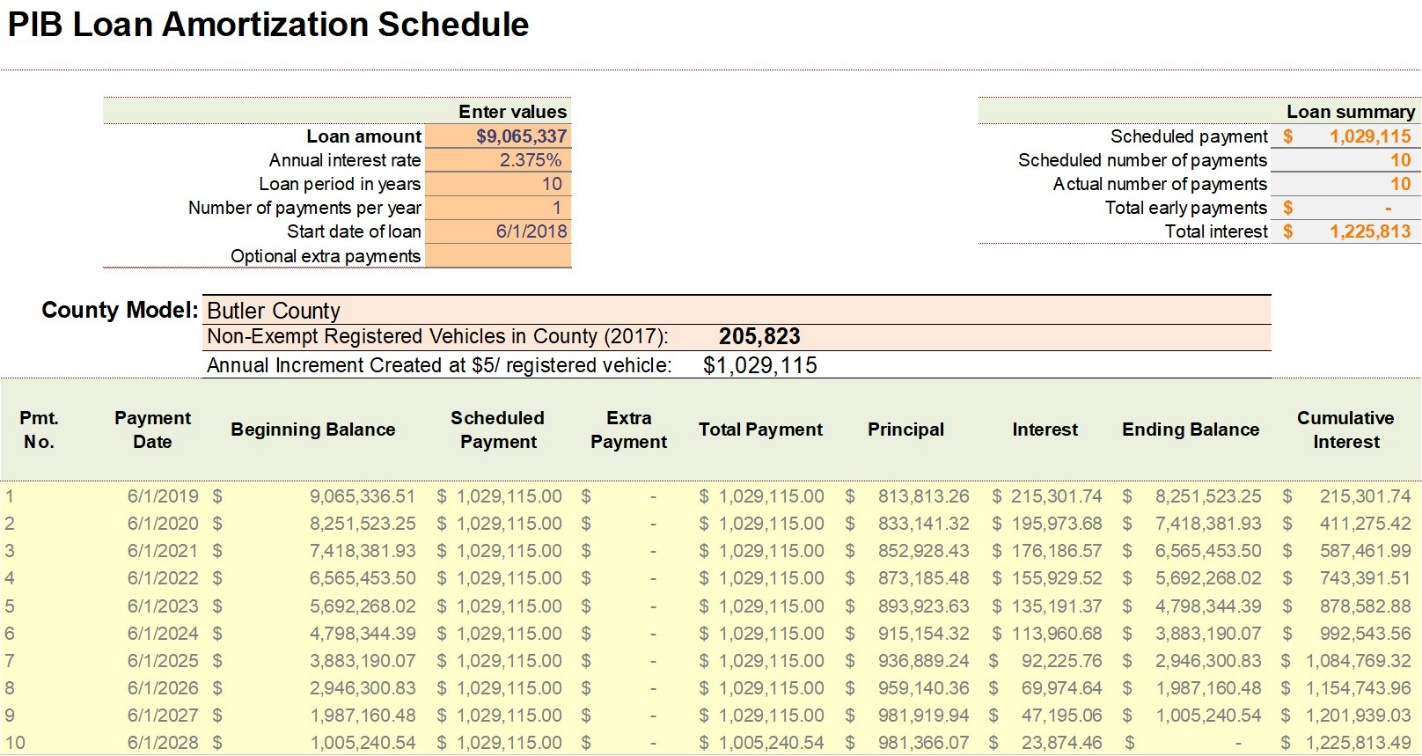 PIB Loan Amortization Schedule
Enter values
Loan amount $9,065,337
Annual interest rate 2.375%
Loan period in years 10
Number of payments per year 1
Start date of loan 6/1/2018
Optional extra payments
Loan summary
Scheduled payment $ 1,029,115
Scheduled number of payments 10
Actual number of payments 10
Total early payments $ -
Total interest $ 1,225,813
County Model: Butler County
Non-Exempt Registered Vehicles in County (2017): 205,823
Annual Increment Created at $5/ registered vehicle: $1,029,115
Pmt. No. Payment Date Beginning Balance Scheduled Payment Extra Payment Total Payment Principal Interest Ending Balance Cumulative Interest
1 6/1/2019 $ 9,065,336.51 $ 1,029,115.00 $ - $ 1,029,115.00 $ 813,813.26 $ 215,301.74 $ 8,251,523.25 $ 215,301.74
2 6/1/2020 $ 8,251,523.25 $ 1,029,115.00 $ - $ 1,029,115.00 $ 833,141.32 $ 195,973.68 $ 7,418,381.93 $ 411,275.42
3 6/1/2021 $ 7,418,381.93 $ 1,029,115.00 $ - $ 1,029,115.00 $ 852,928.43 $ 176,186.57 $ 6,565,453.50 $ 587,461.99
4 6/1/2022 $ 6,565,453.50 $ 1,029,115.00 $ - $ 1,029,115.00 $ 873,185.48 $ 155,929.52 $ 5,692,268.02 $ 743,391.51
5 6/1/2023 $ 5,692,268.02 $ 1,029,115.00 $ - $ 1,029,115.00 $ 893,923.63 $ 135,191.37 $ 4,798,344.39 $ 878,582.88
6 6/1/2024 $ 4,798,344.39 $ 1,029,115.00 $ - $ 1,029,115.00 $ 915,154.32 $ 113,960.68 $ 3,883,190.07 $ 992,543.56
7 6/1/2025 $ 3,883,190.07 $ 1,029,115.00 $ - $ 1,029,115.00 $ 936,889.24 $ 92,225.76 $ 2,946,300.83 $ 1,084,769.32
8 6/1/2026 $ 2,946,300.83 $ 1,029,115.00 $ - $ 1,029,115.00 $ 959,140.36 $ 69,974.64 $ 1,987,160.48 $ 1,154,743.96
9 6/1/2027 $ 1,987,160.48 $ 1,029,115.00 $ - $ 1,029,115.00 $ 981,919.94 $ 47,195.06 $ 1,005,240.54 $ 1,201,939.03
10 6/1/2028 $ 1,005,240.54 $ 1,029,115.00 $ - $ 1,005,240.54 $ 981,366.07 $ 23,874.46 $ - $ 1,225,813.49